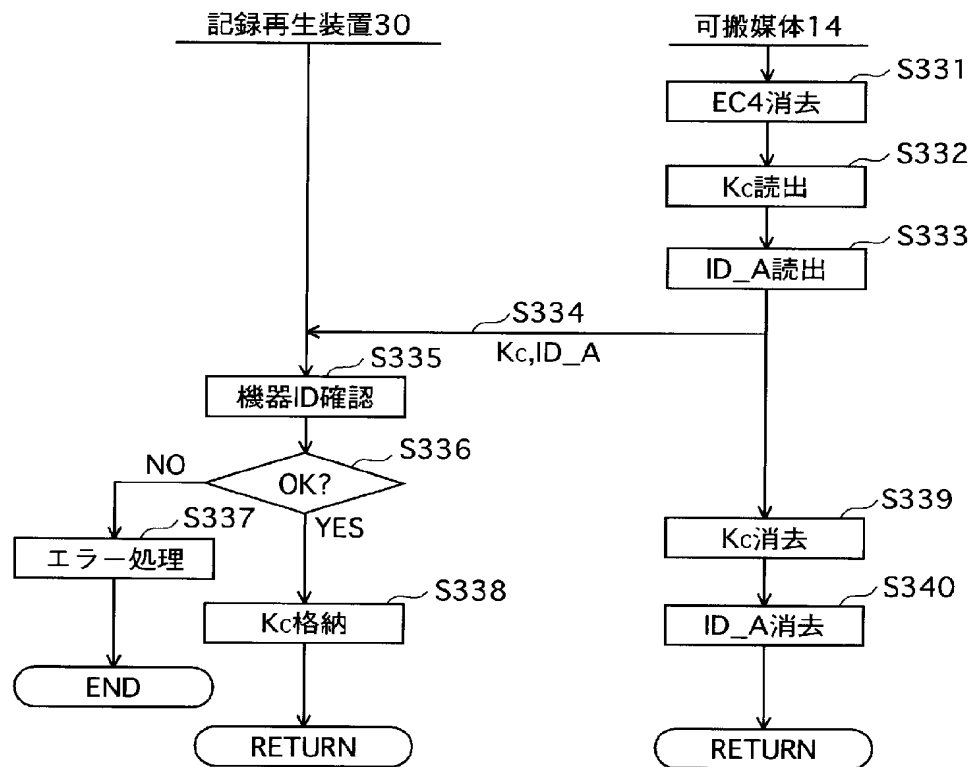 記録再生装置30
可搬媒体14
S331
EC4消去
S332
Kc読出
S333
ID_A読出
S334
Kc,ID_A
S335
機器ID確認
S336
NO
OK?
YES
S337
エラー処理
S338
Kc格納
S339
Kc消去
S340
ID_A消去
END
RETURN
RETURN